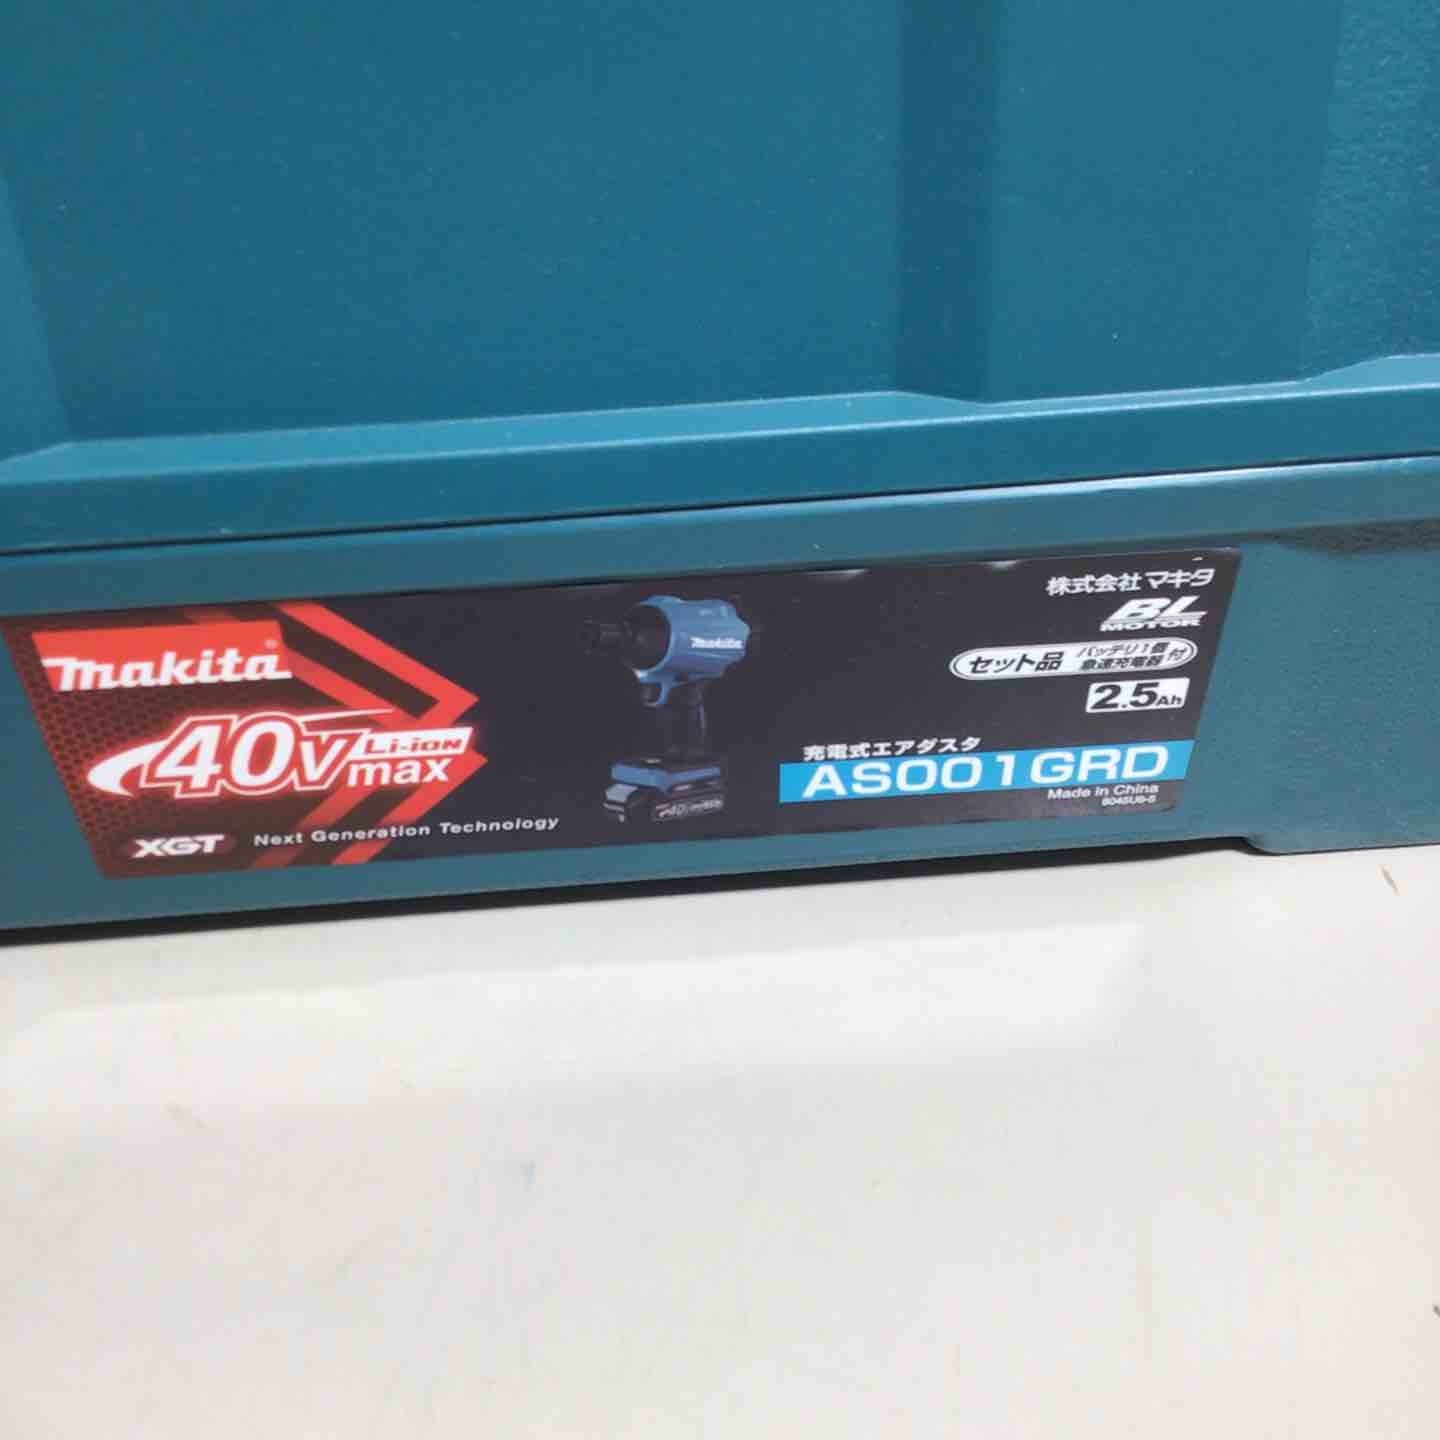 makita
40Vmax Li-ion
XGT Next Generation Technology
makita
株式会社マキタ
BL
MOTOR
セット品 バッテリ1個 急速充電器 付
2.5Ah
充電式エアダスタ
AS001GRD
Made in China